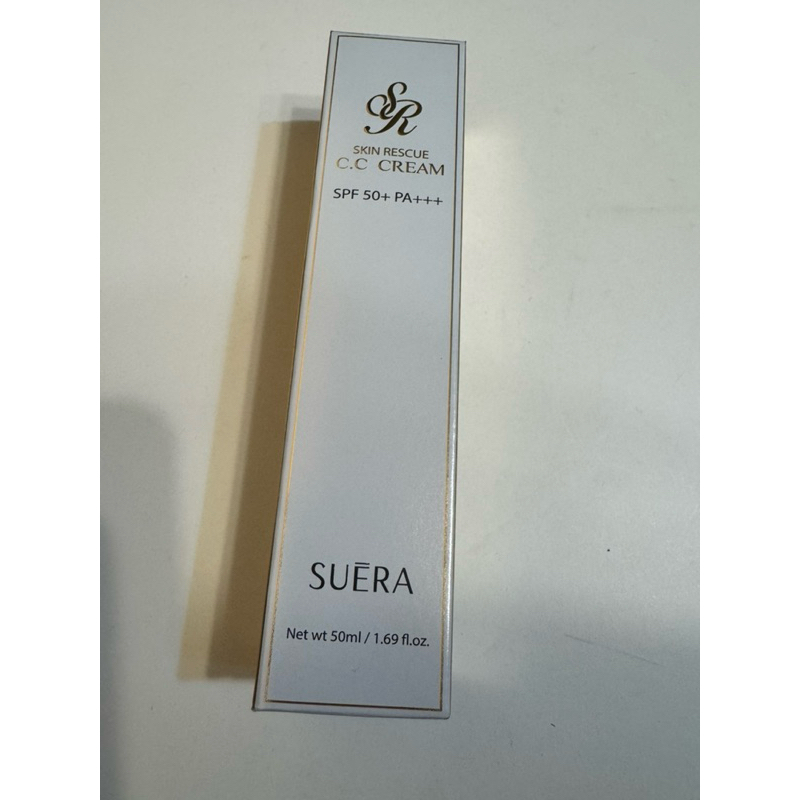 SR
SKIN RESCUE
C.C CREAM
SPF 50+ PA+++
SUĒRA
Net wt 50ml / 1.69 fl.oz.